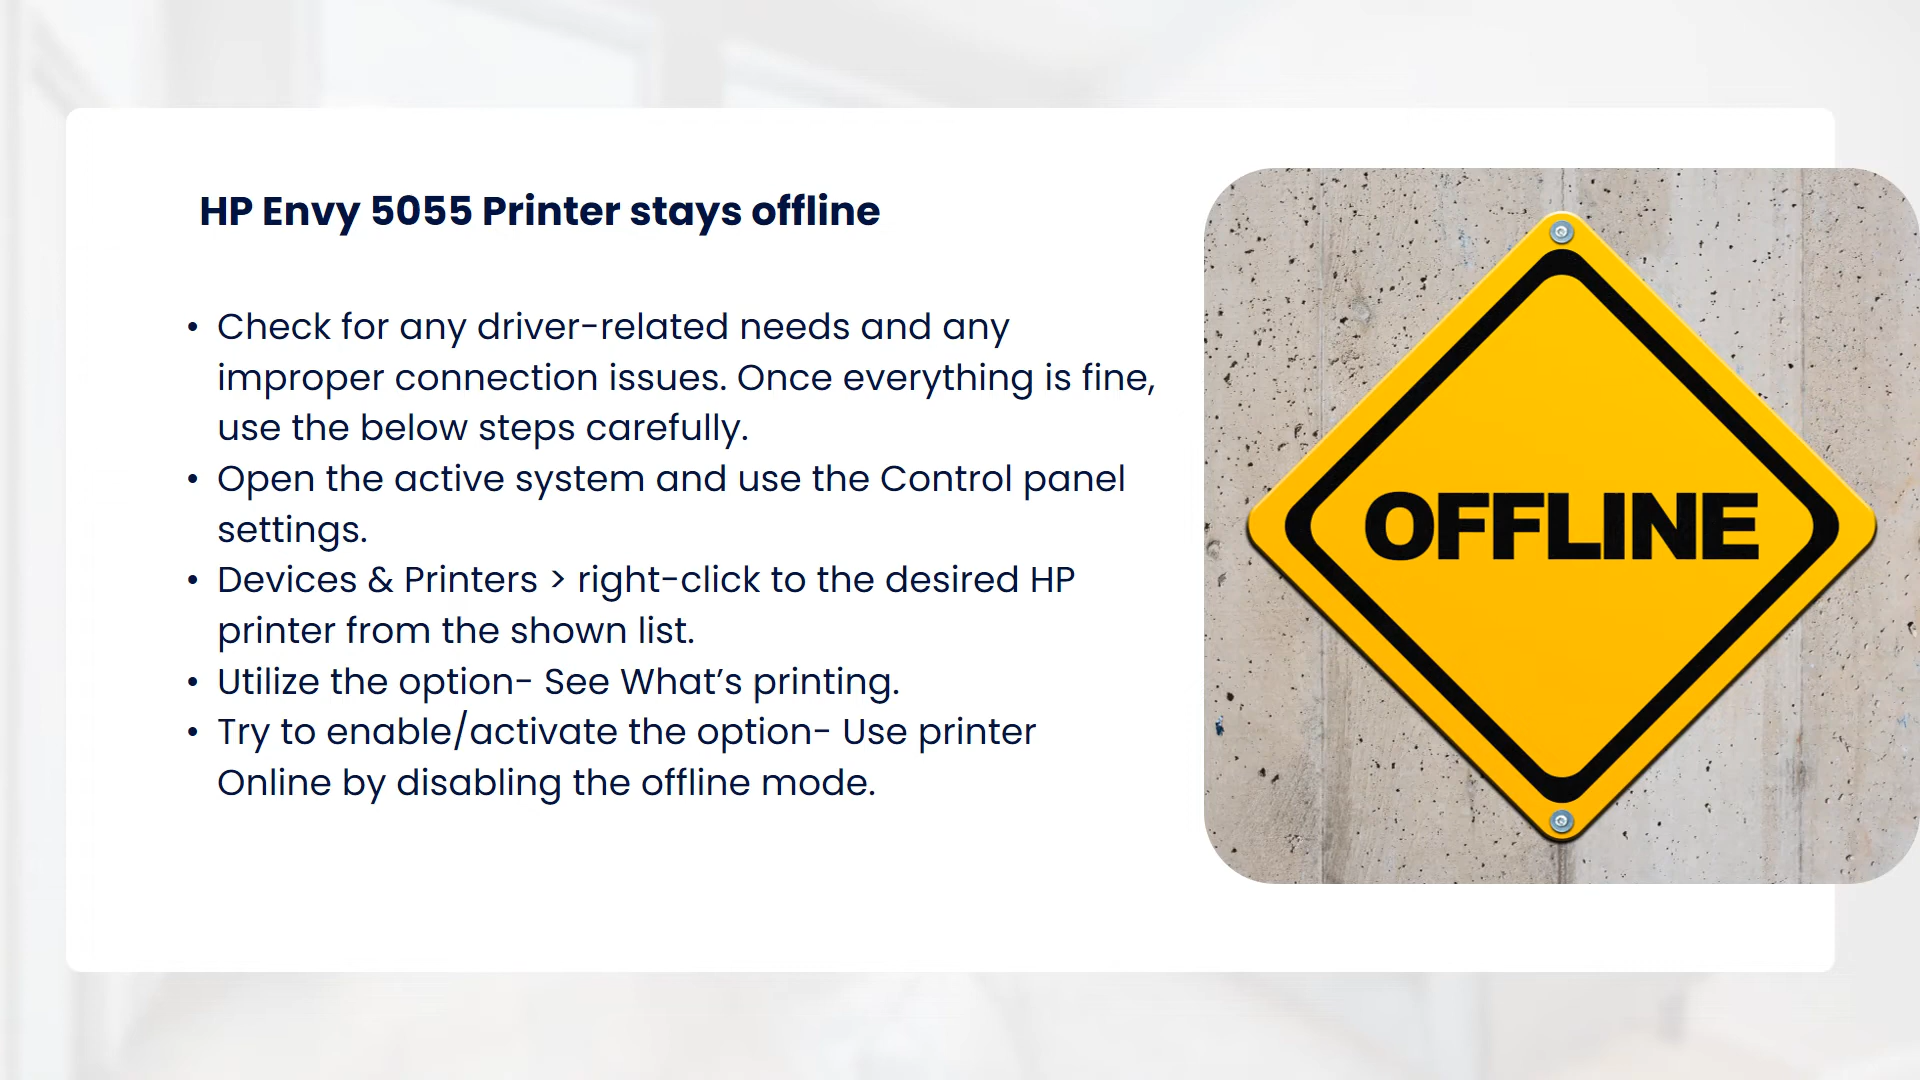 HP Envy 5055 Printer stays offline
• Check for any driver-related needs and any
improper connection issues. Once everything is fine,
use the below steps carefully.
• Open the active system and use the Control panel
settings.
• Devices & Printers > right-click to the desired HP
printer from the shown list.
• Utilize the option- See What’s printing.
• Try to enable/activate the option- Use printer
Online by disabling the offline mode.
OFFLINE